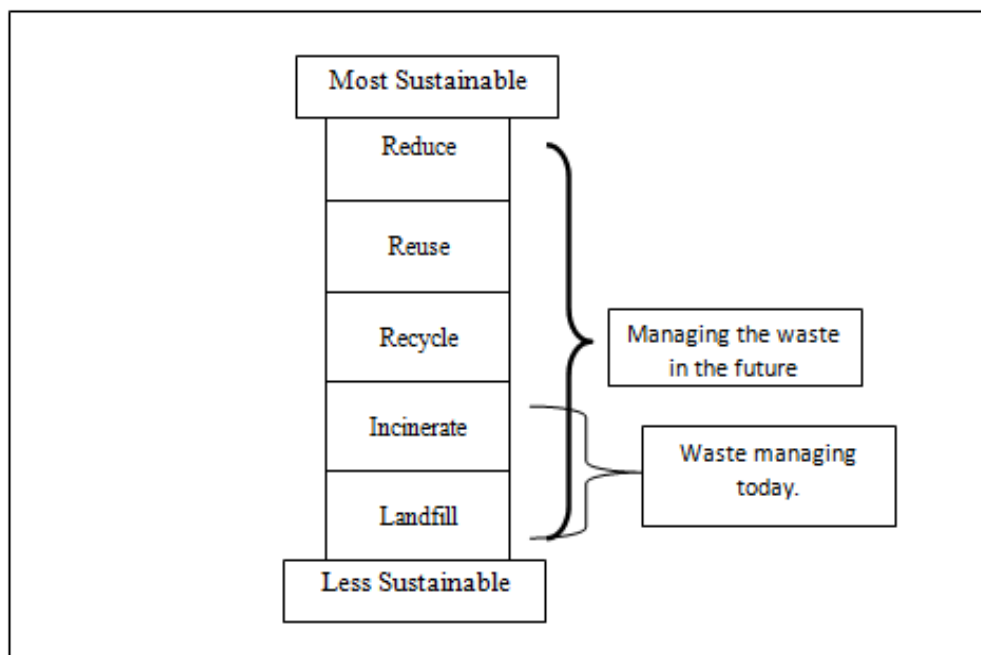 Most Sustainable
Reduce
Reuse
Recycle
Incinerate
Landfill
Less Sustainable
Managing the waste
in the future
Waste managing
today.